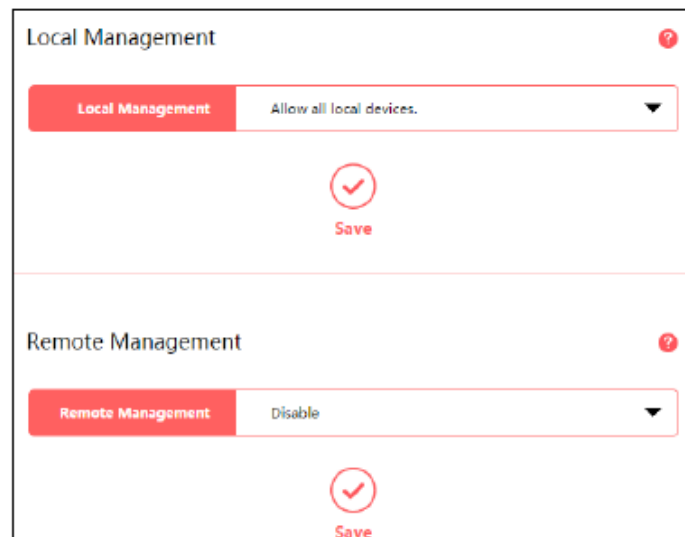 Local Management
?
Local Management Allow all local devices.
Save
Remote Management
?
Remote Management Disable
Save